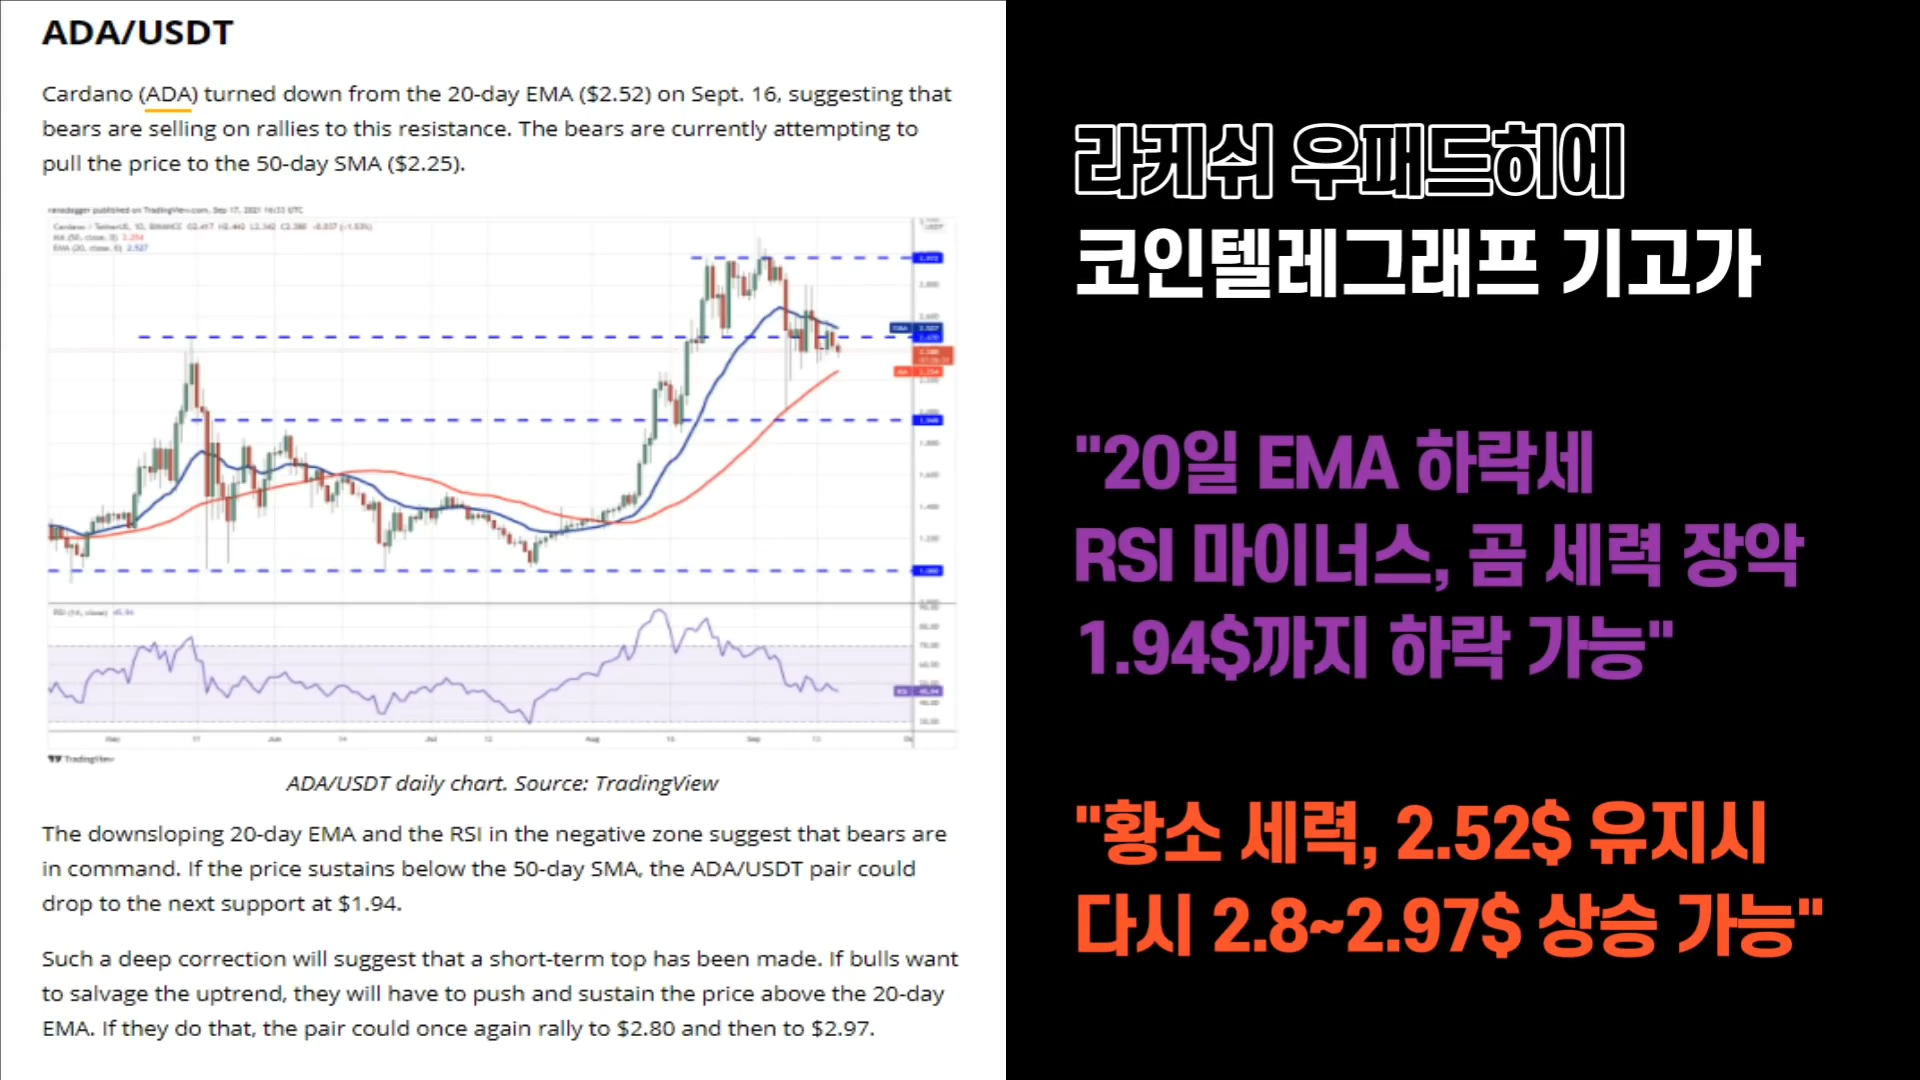 ADA/USDT
Cardano (ADA) turned down from the 20-day EMA ($2.52) on Sept. 16, suggesting that
bears are selling on rallies to this resistance. The bears are currently attempting to
pull the price to the 50-day SMA ($2.25).
TradingView
ADA/USDT daily chart. Source: TradingView
The downsloping 20-day EMA and the RSI in the negative zone suggest that bears are
in command. If the price sustains below the 50-day SMA, the ADA/USDT pair could
drop to the next support at $1.94.
Such a deep correction will suggest that a short-term top has been made. If bulls want
to salvage the uptrend, they will have to push and sustain the price above the 20-day
EMA. If they do that, the pair could once again rally to $2.80 and then to $2.97.
라케쉬 우패드히에
코인텔레그래프 기고가
"20일 EMA 하락세
RSI 마이너스, 곰 세력 장악
1.94$까지 하락 가능"
"황소 세력, 2.52$ 유지시
다시 2.8~2.97$ 상승 가능"